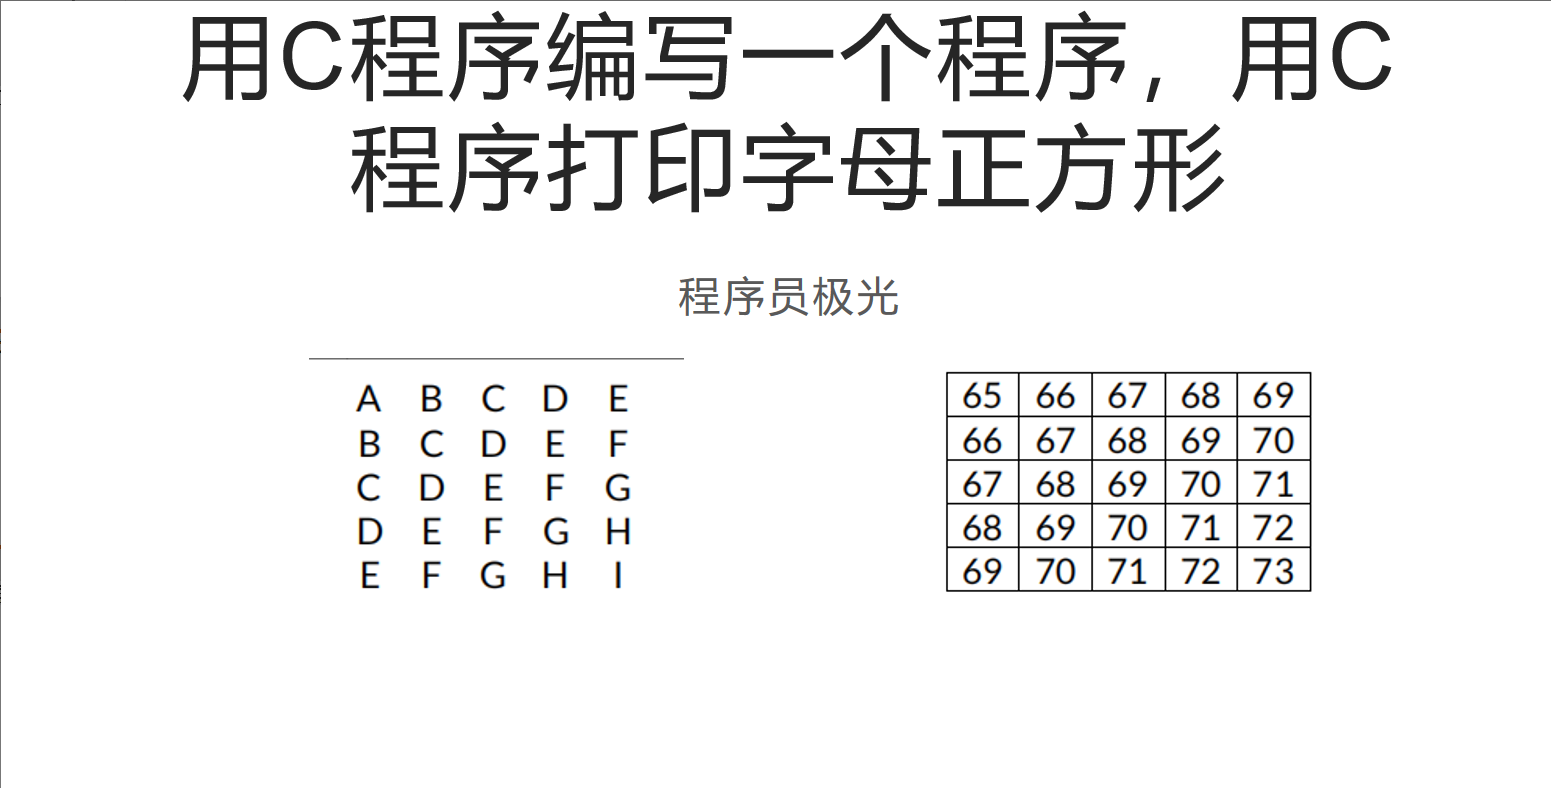 用C程序编写一个程序，用C
程序打印字母正方形
程序员极光
A B C D E
B C D E F
C D E F G
D E F G H
E F G H I
65 66 67 68 69
66 67 68 69 70
67 68 69 70 71
68 69 70 71 72
69 70 71 72 73